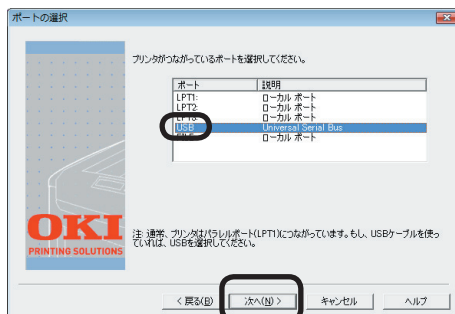 ポートの選択
プリンタがつながっているポートを選択してください。
ポート 説明
LPT1: ローカル ポート
LPT2: ローカル ポート
LPT3: ローカル ポート
USB Universal Serial Bus
ローカル ポート
OKI
PRINTING SOLUTIONS
注: 通常、プリンタはパラレルポート(LPT1)につながっています。もし、USBケーブルを使っ
ていれば、USBを選択してください。
< 戻る(B) 次へ(N) > キャンセル ヘルプ